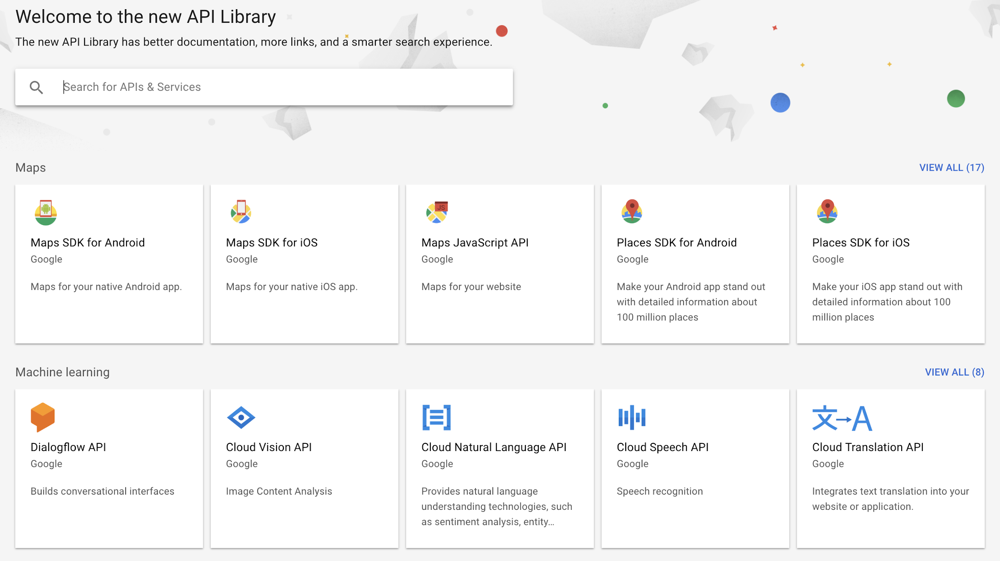 Welcome to the new API Library
The new API Library has better documentation, more links, and a smarter search experience.
Search for APIs & Services
Maps
VIEW ALL (17)
JS
Maps SDK for Android
Google
Maps for your native Android app.
Maps SDK for iOS
Google
Maps for your native iOS app.
Maps JavaScript API
Google
Maps for your website
Places SDK for Android
Google
Make your Android app stand out
with detailed information about
100 million places
Places SDK for iOS
Google
Make your iOS app stand out with
detailed information about 100
million places
Machine learning
VIEW ALL (8)
Dialogflow API
Google
Builds conversational interfaces
Cloud Vision API
Google
Image Content Analysis
Cloud Natural Language API
Google
Provides natural language
understanding technologies, such
as sentiment analysis, entity...
Cloud Speech API
Google
Speech recognition
文→A
Cloud Translation API
Google
Integrates text translation into your
website or application.